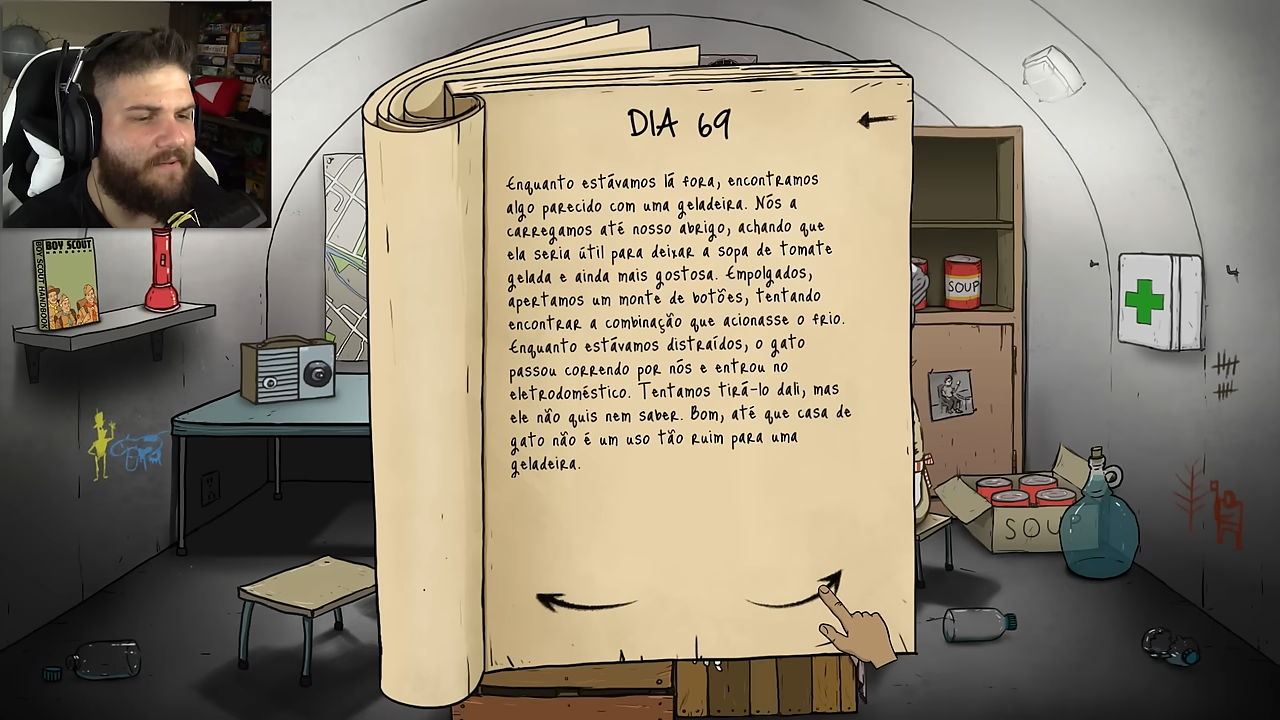 DIA 69
Enquanto estávamos lá fora, encontramos
algo parecido com uma geladeira. Nós a
carregamos até nosso abrigo, achando que
ela seria útil para deixar a sopa de tomate
gelada e ainda mais gostosa. Empolgados,
apertamos um monte de botões, tentando
encontrar a combinação que acionasse o frio.
Enquanto estávamos distraídos, o gato
passou correndo por nós e entrou no
eletrodoméstico. Tentamos tirá-lo dali, mas
ele não quis nem saber. Bom, até que casa de
gato não é um uso tão ruim para uma
geladeira.
BOY SCOUT
BOY SCOUT HANDBOOK
SOUP
SOUP